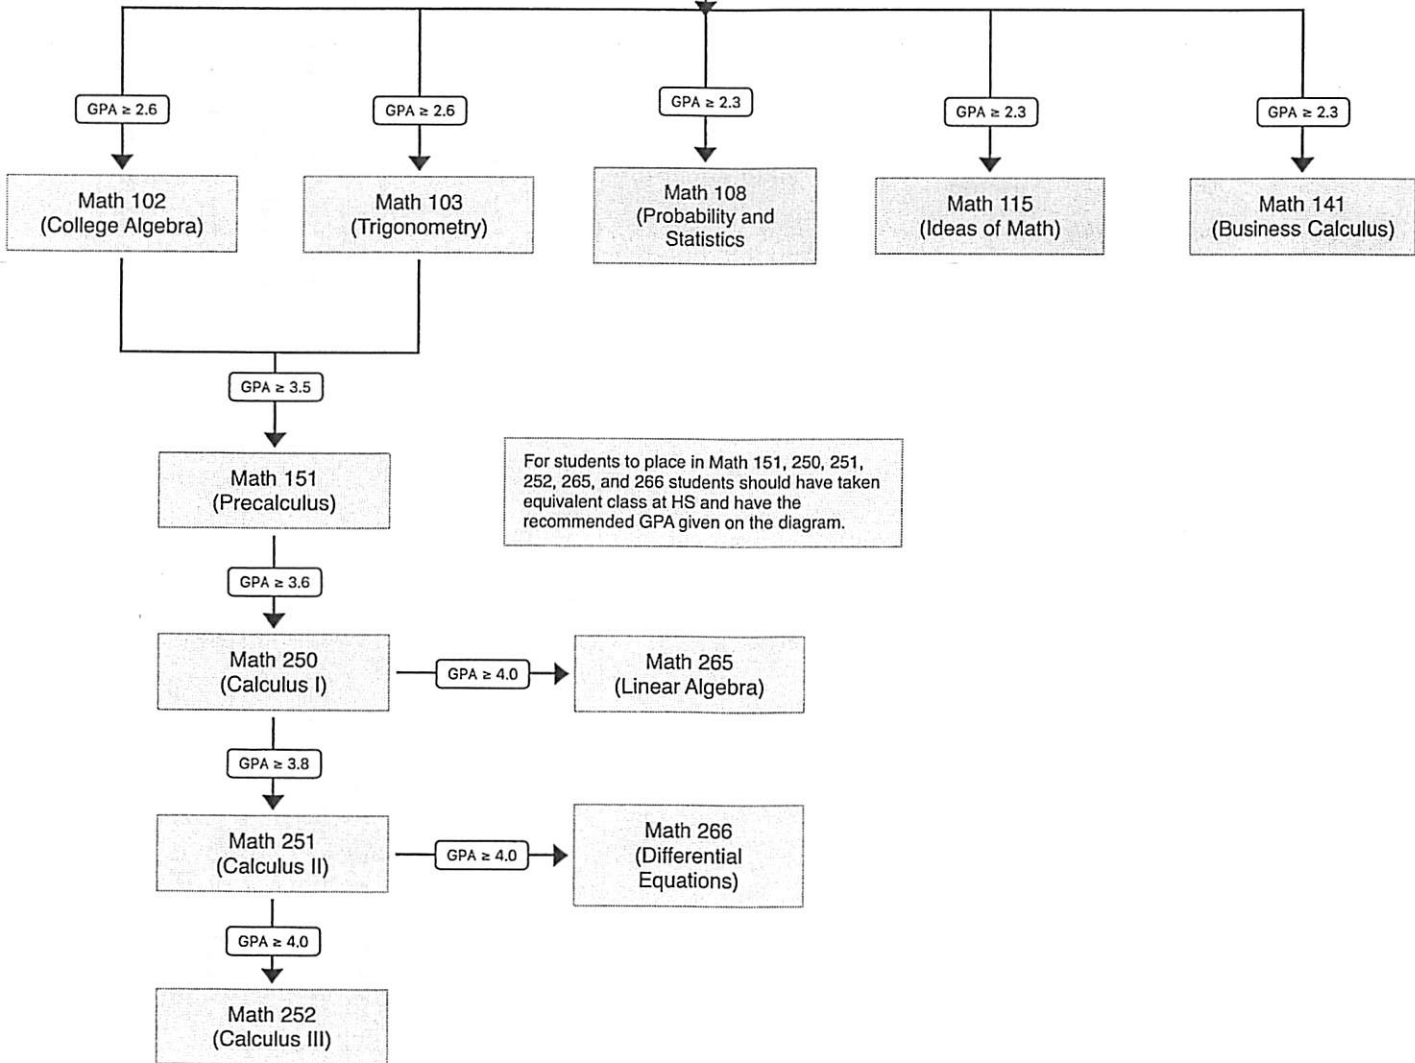 GPA ≥ 2.6
GPA ≥ 2.6
GPA ≥ 2.3
GPA ≥ 2.3
GPA ≥ 2.3
Math 102
(College Algebra)
Math 103
(Trigonometry)
Math 108
(Probability and
Statistics
Math 115
(Ideas of Math)
Math 141
(Business Calculus)
GPA ≥ 3.5
Math 151
(Precalculus)
For students to place in Math 151, 250, 251,
252, 265, and 266 students should have taken
equivalent class at HS and have the
recommended GPA given on the diagram.
GPA ≥ 3.6
Math 250
(Calculus I)
GPA ≥ 4.0
Math 265
(Linear Algebra)
GPA ≥ 3.8
Math 251
(Calculus II)
GPA ≥ 4.0
Math 266
(Differential
Equations)
GPA ≥ 4.0
Math 252
(Calculus III)